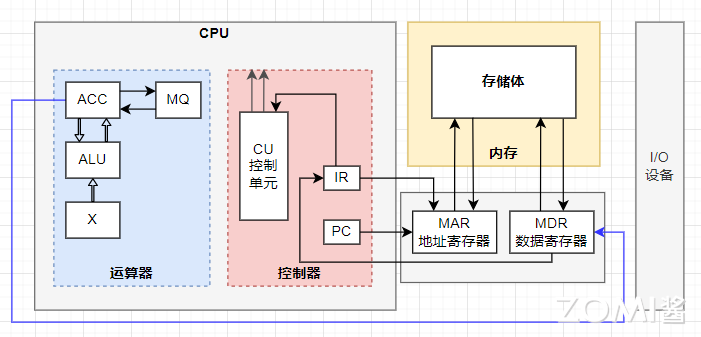 CPU
ACC
MQ
ALU
X
运算器
CU
控制
单元
IR
PC
控制器
存储体
内存
MAR
地址寄存器
MDR
数据寄存器
I/O
设备
ZOMI酱